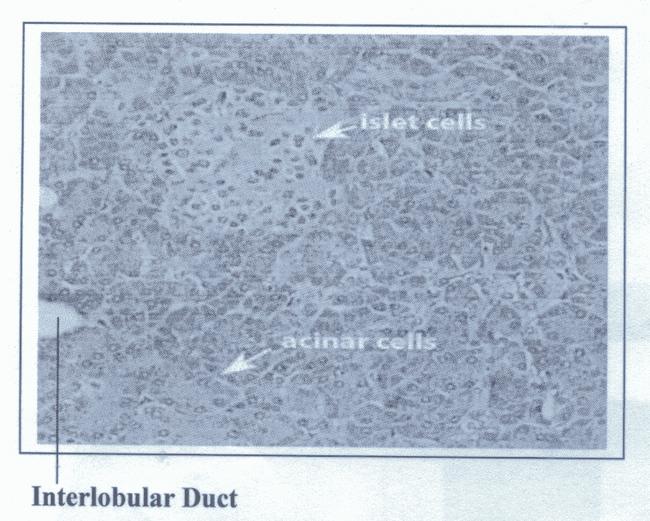 islet cells
acinar cells
Interlobular Duct